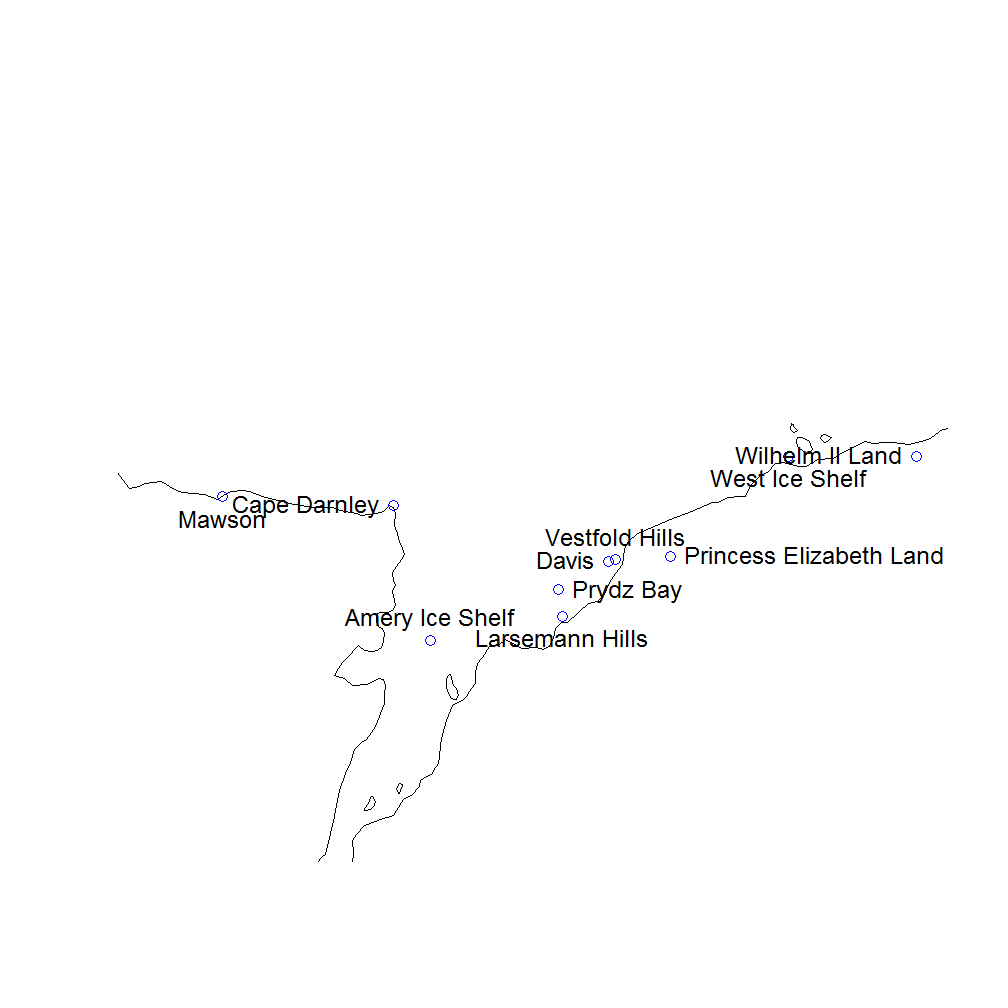 Wilhelm II Land
West Ice Shelf
Cape Darnley
Mawson
Vestfold Hills
Davis
Princess Elizabeth Land
Prydz Bay
Amery Ice Shelf
Larsemann Hills